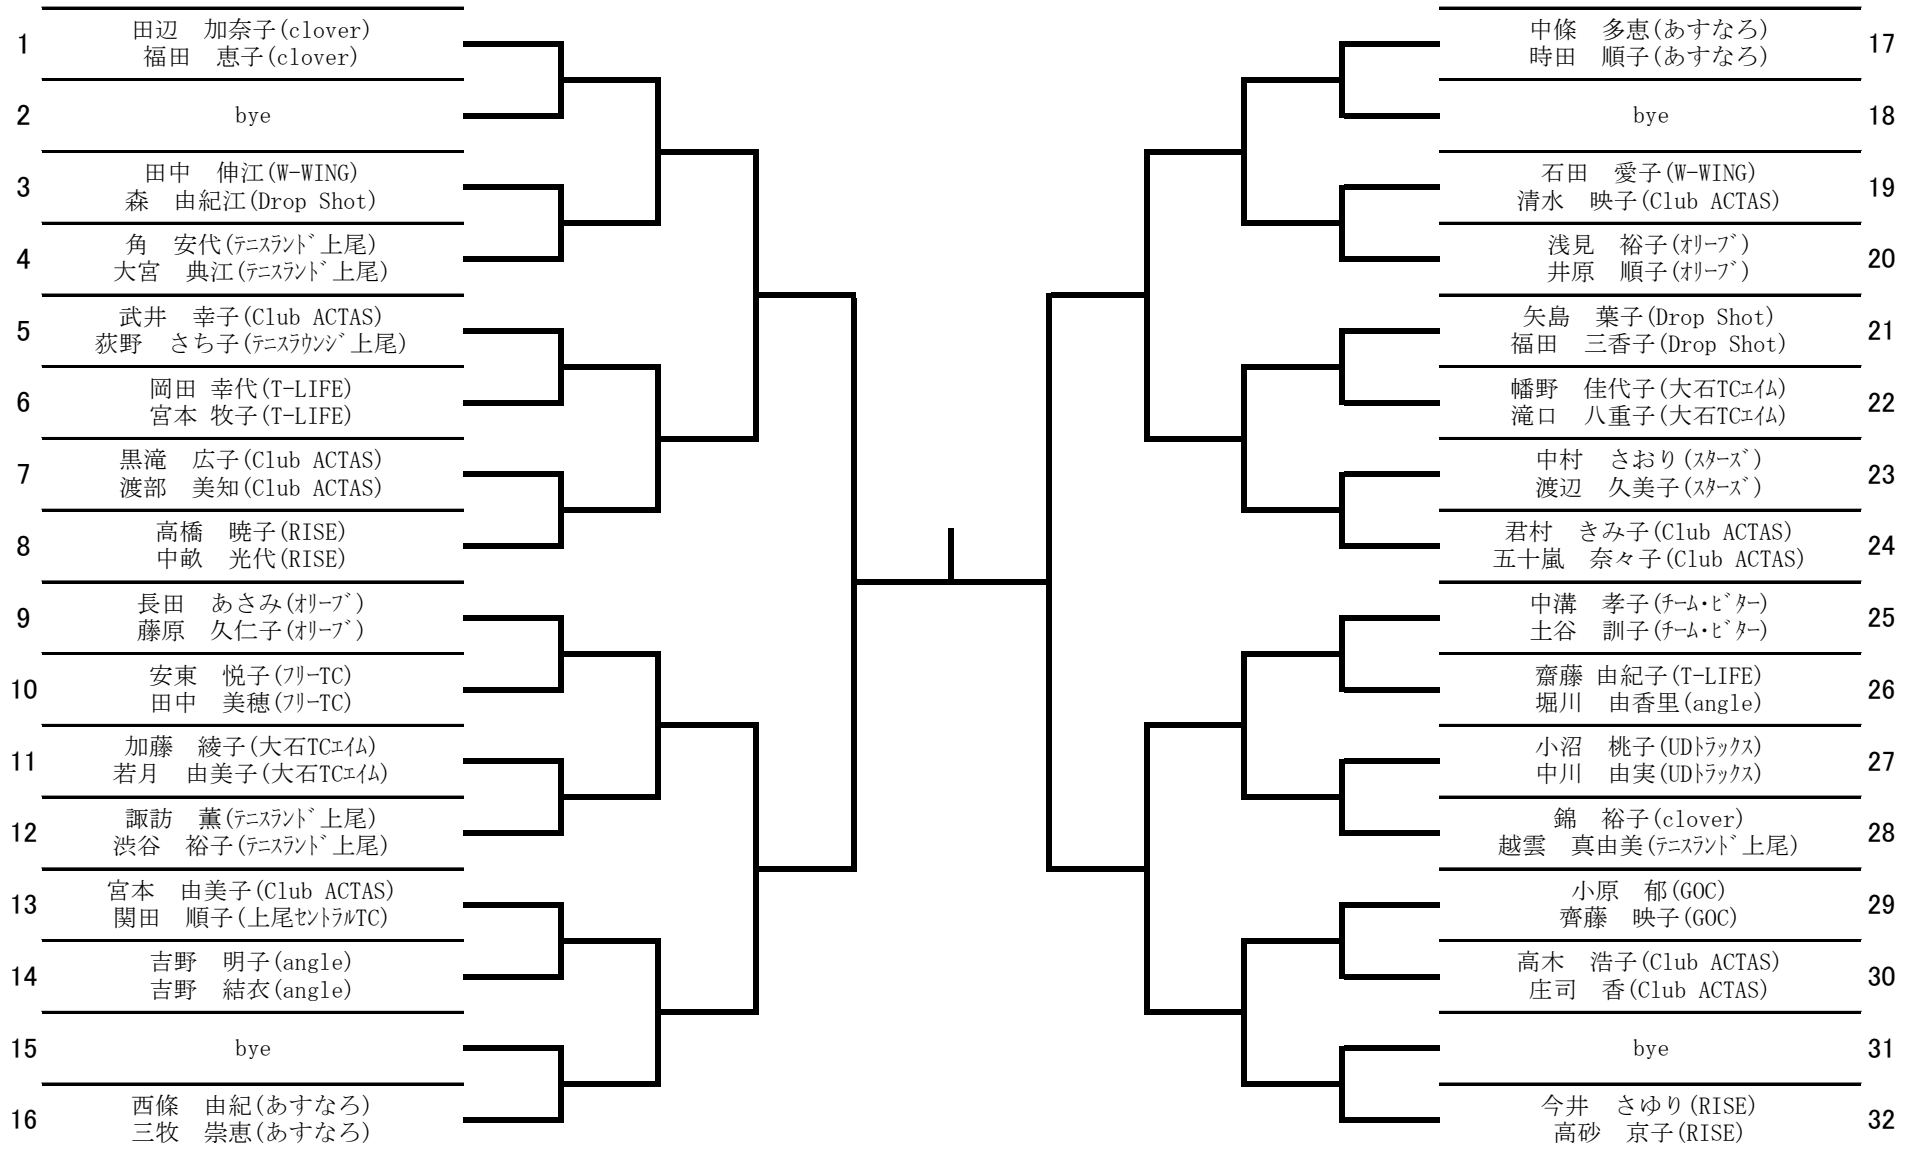 1
田辺　加奈子(clover)
福田　恵子(clover)
2
bye
3
田中　伸江(W-WING)
森　由紀江(Drop Shot)
4
角　安代(ﾃﾆｽﾗﾝﾄﾞ上尾)
大宮　典江(ﾃﾆｽﾗﾝﾄﾞ上尾)
5
武井　幸子(Club ACTAS)
荻野　さち子(ﾃﾆｽﾗｳﾝｼﾞ上尾)
6
岡田 幸代(T-LIFE)
宮本 牧子(T-LIFE)
7
黒滝　広子(Club ACTAS)
渡部　美知(Club ACTAS)
8
高橋　暁子(RISE)
中畝　光代(RISE)
9
長田　あさみ(ｵﾘｰﾌﾞ)
藤原　久仁子(ｵﾘｰﾌﾞ)
10
安東　悦子(ﾌﾘｰTC)
田中　美穂(ﾌﾘｰTC)
11
加藤　綾子(大石TCｴｲﾑ)
若月　由美子(大石TCｴｲﾑ)
12
諏訪　薫(ﾃﾆｽﾗﾝﾄﾞ上尾)
渋谷　裕子(ﾃﾆｽﾗﾝﾄﾞ上尾)
13
宮本　由美子(Club ACTAS)
関田　順子(上尾ｾﾝﾄﾗﾙTC)
14
吉野　明子(angle)
吉野　結衣(angle)
15
bye
16
西條　由紀(あすなろ)
三牧　崇恵(あすなろ)
中條　多恵(あすなろ)
時田　順子(あすなろ)
17
bye
18
石田　愛子(W-WING)
清水　映子(Club ACTAS)
19
浅見　裕子(ｵﾘｰﾌﾞ)
井原　順子(ｵﾘｰﾌﾞ)
20
矢島　葉子(Drop Shot)
福田　三香子(Drop Shot)
21
幡野　佳代子(大石TCｴｲﾑ)
滝口　八重子(大石TCｴｲﾑ)
22
中村　さおり(ｽﾀｰｽﾞ)
渡辺　久美子(ｽﾀｰｽﾞ)
23
君村　きみ子(Club ACTAS)
五十嵐　奈々子(Club ACTAS)
24
中溝　孝子(ﾁｰﾑ･ﾋﾞﾀｰ)
土谷　訓子(ﾁｰﾑ･ﾋﾞﾀｰ)
25
齋藤 由紀子(T-LIFE)
堀川　由香里(angle)
26
小沼　桃子(UDﾄﾗｯｸｽ)
中川　由実(UDﾄﾗｯｸｽ)
27
錦　裕子(clover)
越雲　真由美(ﾃﾆｽﾗﾝﾄﾞ上尾)
28
小原　郁(GOC)
齊藤　映子(GOC)
29
高木　浩子(Club ACTAS)
庄司　香(Club ACTAS)
30
bye
31
今井　さゆり(RISE)
高砂　京子(RISE)
32